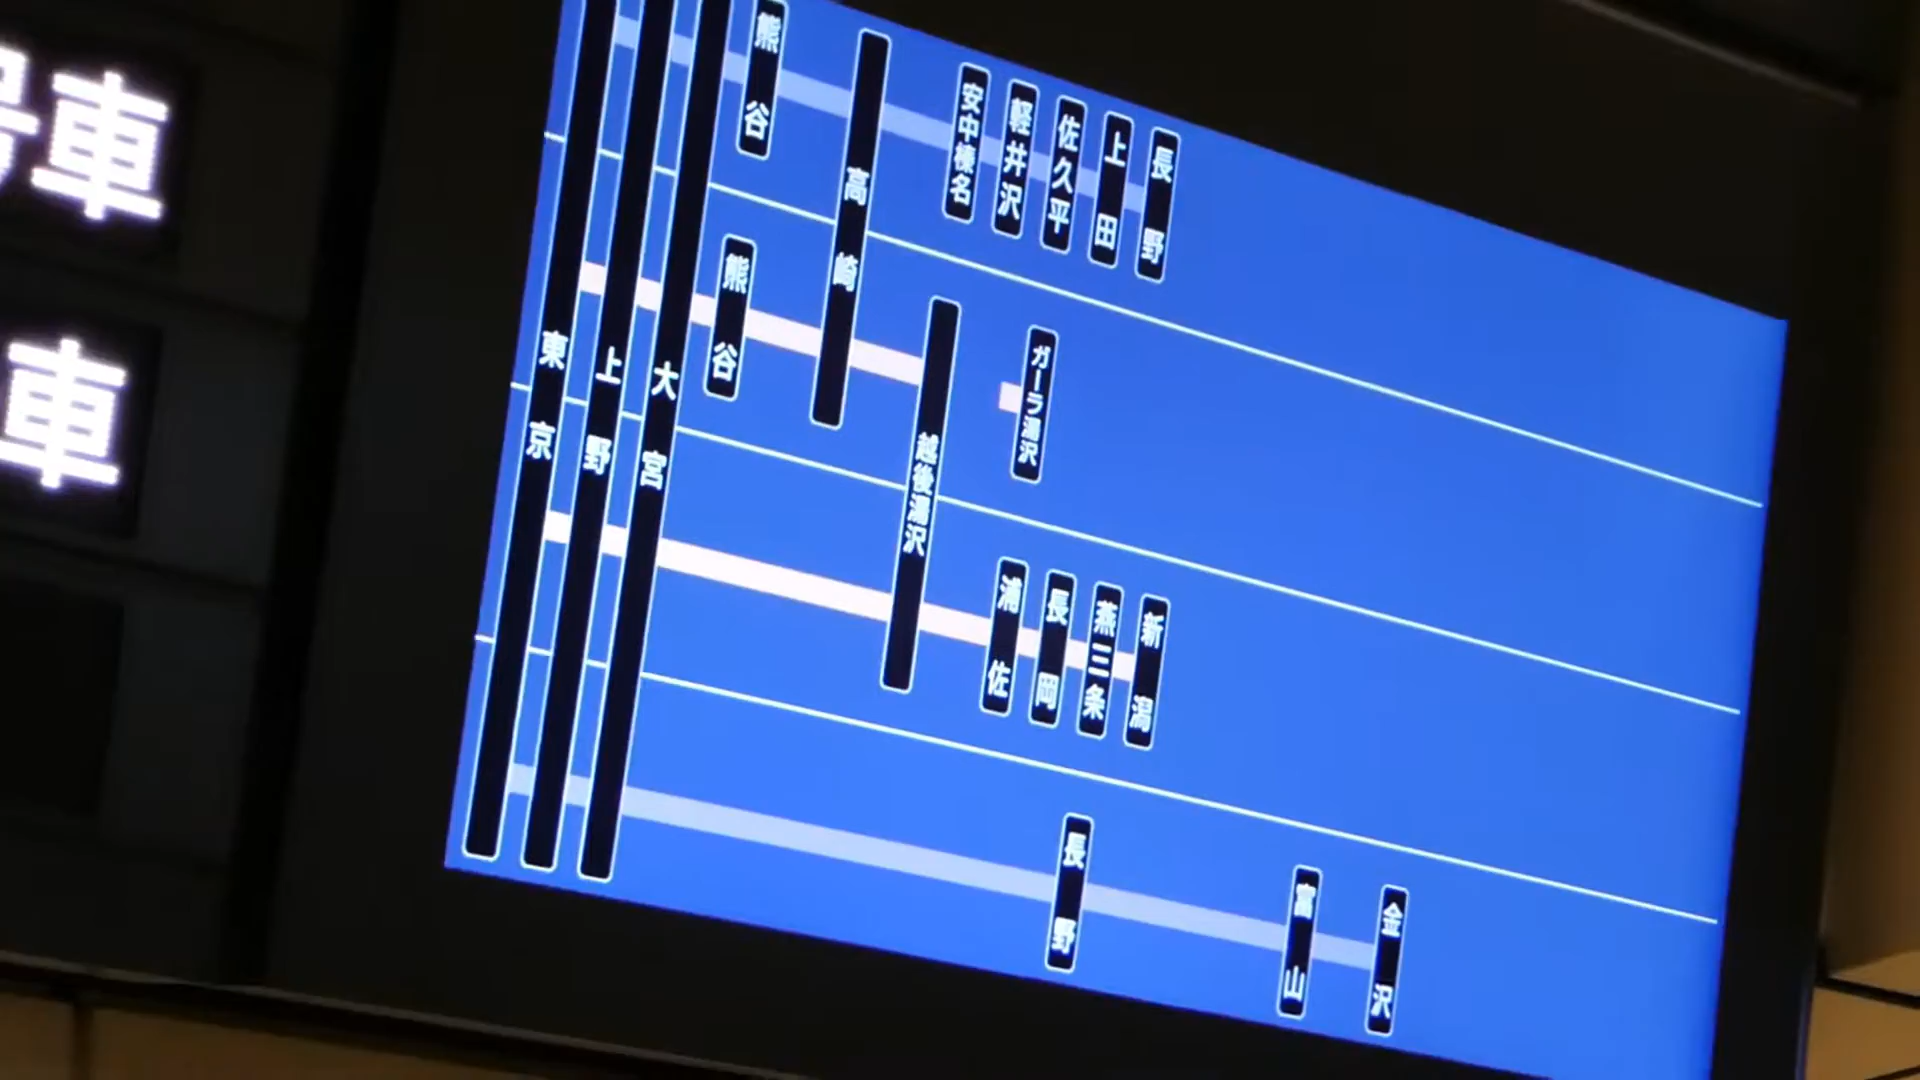 号車
車
東京
上野
大宮
熊谷
高崎
安中榛名
軽井沢
佐久平
上田
長野
熊谷
越後湯沢
ガーラ湯沢
浦佐
長岡
燕三条
新潟
長野
富山
金沢